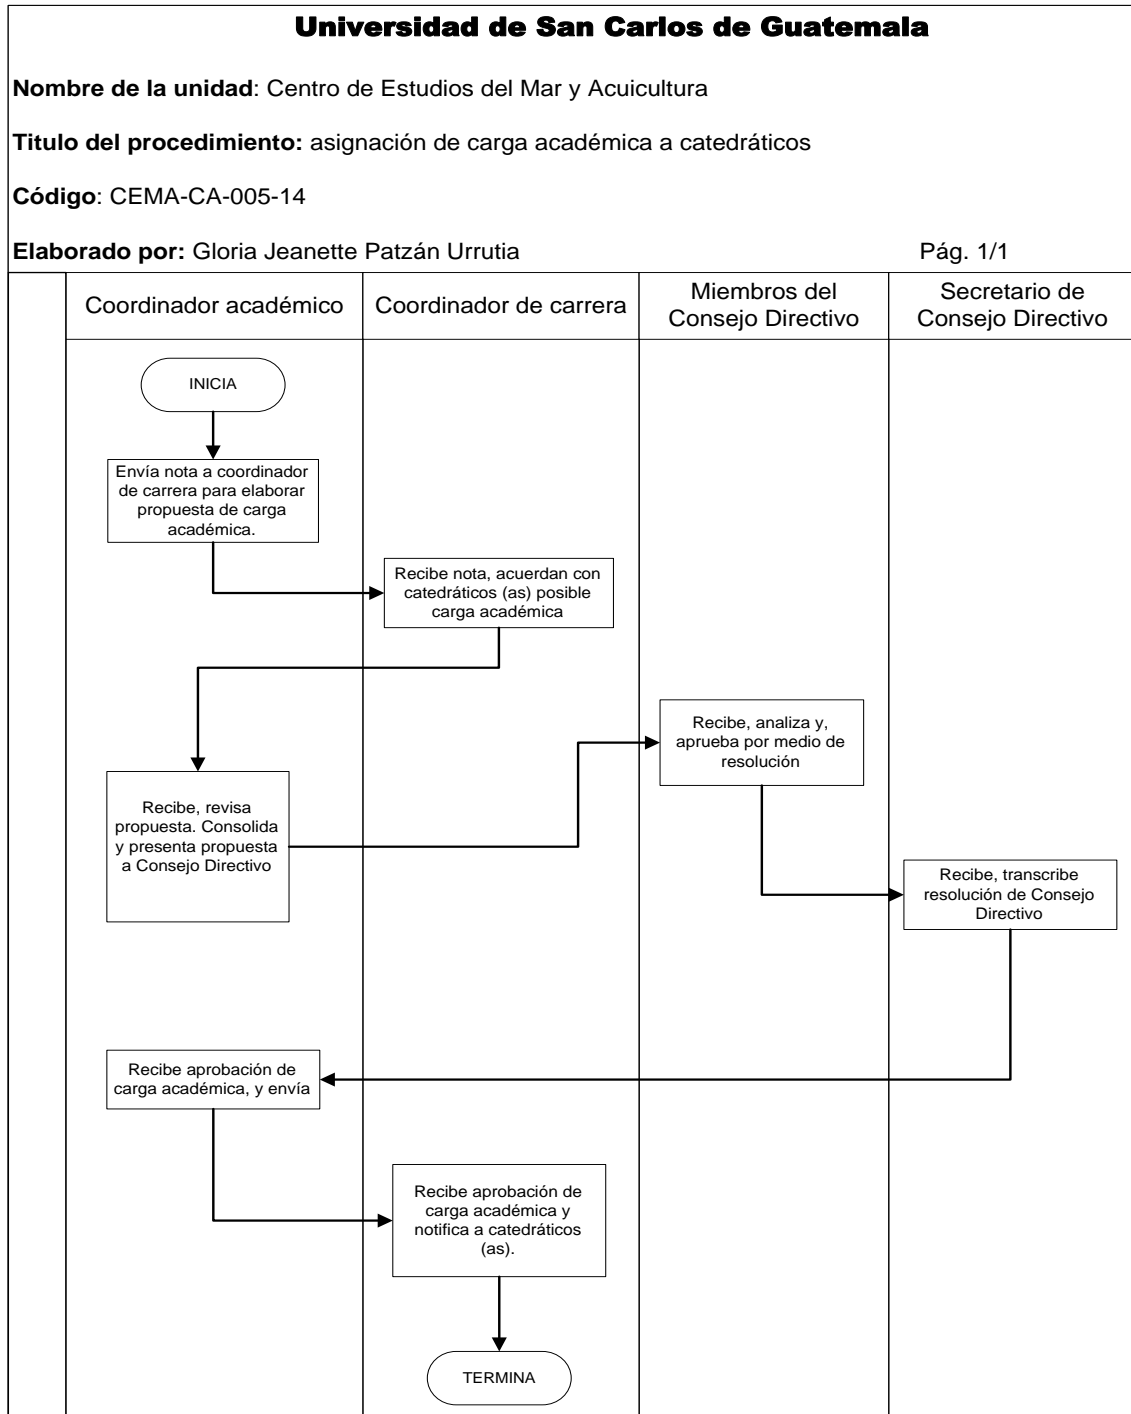 Universidad de San Carlos de Guatemala
Nombre de la unidad: Centro de Estudios del Mar y Acuicultura
Titulo del procedimiento: asignación de carga académica a catedráticos
Código: CEMA-CA-005-14
Elaborado por: Gloria Jeanette Patzán Urrutia Pág. 1/1
Coordinador académico
Coordinador de carrera
Miembros del
Consejo Directivo
Secretario de
Consejo Directivo
INICIA
Envía nota a coordinador
de carrera para elaborar
propuesta de carga
académica.
Recibe nota, acuerdan con
catedráticos (as) posible
carga académica
Recibe, analiza y,
aprueba por medio de
resolución
Recibe, revisa
propuesta. Consolida
y presenta propuesta
a Consejo Directivo
Recibe, transcribe
resolución de Consejo
Directivo
Recibe aprobación de
carga académica, y envía
Recibe aprobación de
carga académica y
notifica a catedráticos
(as).
TERMINA